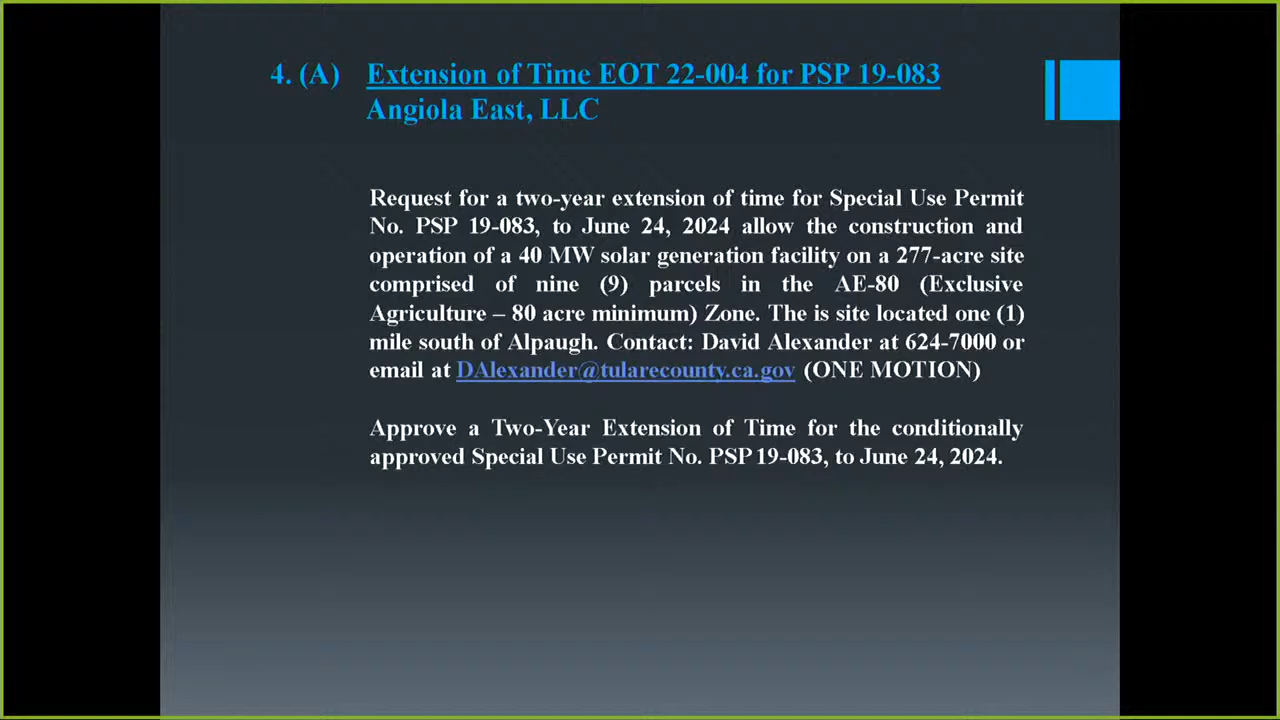 4. (A) Extension of Time EOT 22-004 for PSP 19-083
Angiola East, LLC
Request for a two-year extension of time for Special Use Permit
No. PSP 19-083, to June 24, 2024 allow the construction and
operation of a 40 MW solar generation facility on a 277-acre site
comprised of nine (9) parcels in the AE-80 (Exclusive
Agriculture – 80 acre minimum) Zone. The is site located one (1)
mile south of Alpaugh. Contact: David Alexander at 624-7000 or
email at DAlexander@tularecounty.ca.gov (ONE MOTION)
Approve a Two-Year Extension of Time for the conditionally
approved Special Use Permit No. PSP 19-083, to June 24, 2024.